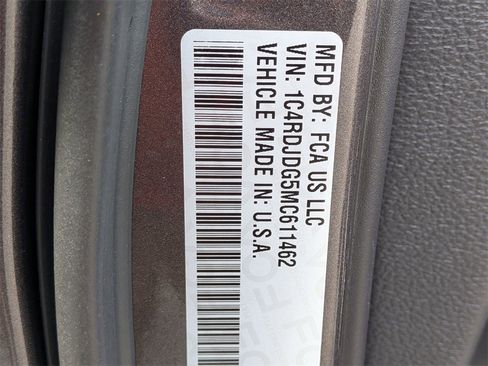 MFD BY: FCA US LLC
VIN: 1C4RDJDG5MC611462
VEHICLE MADE IN: U.S.A.